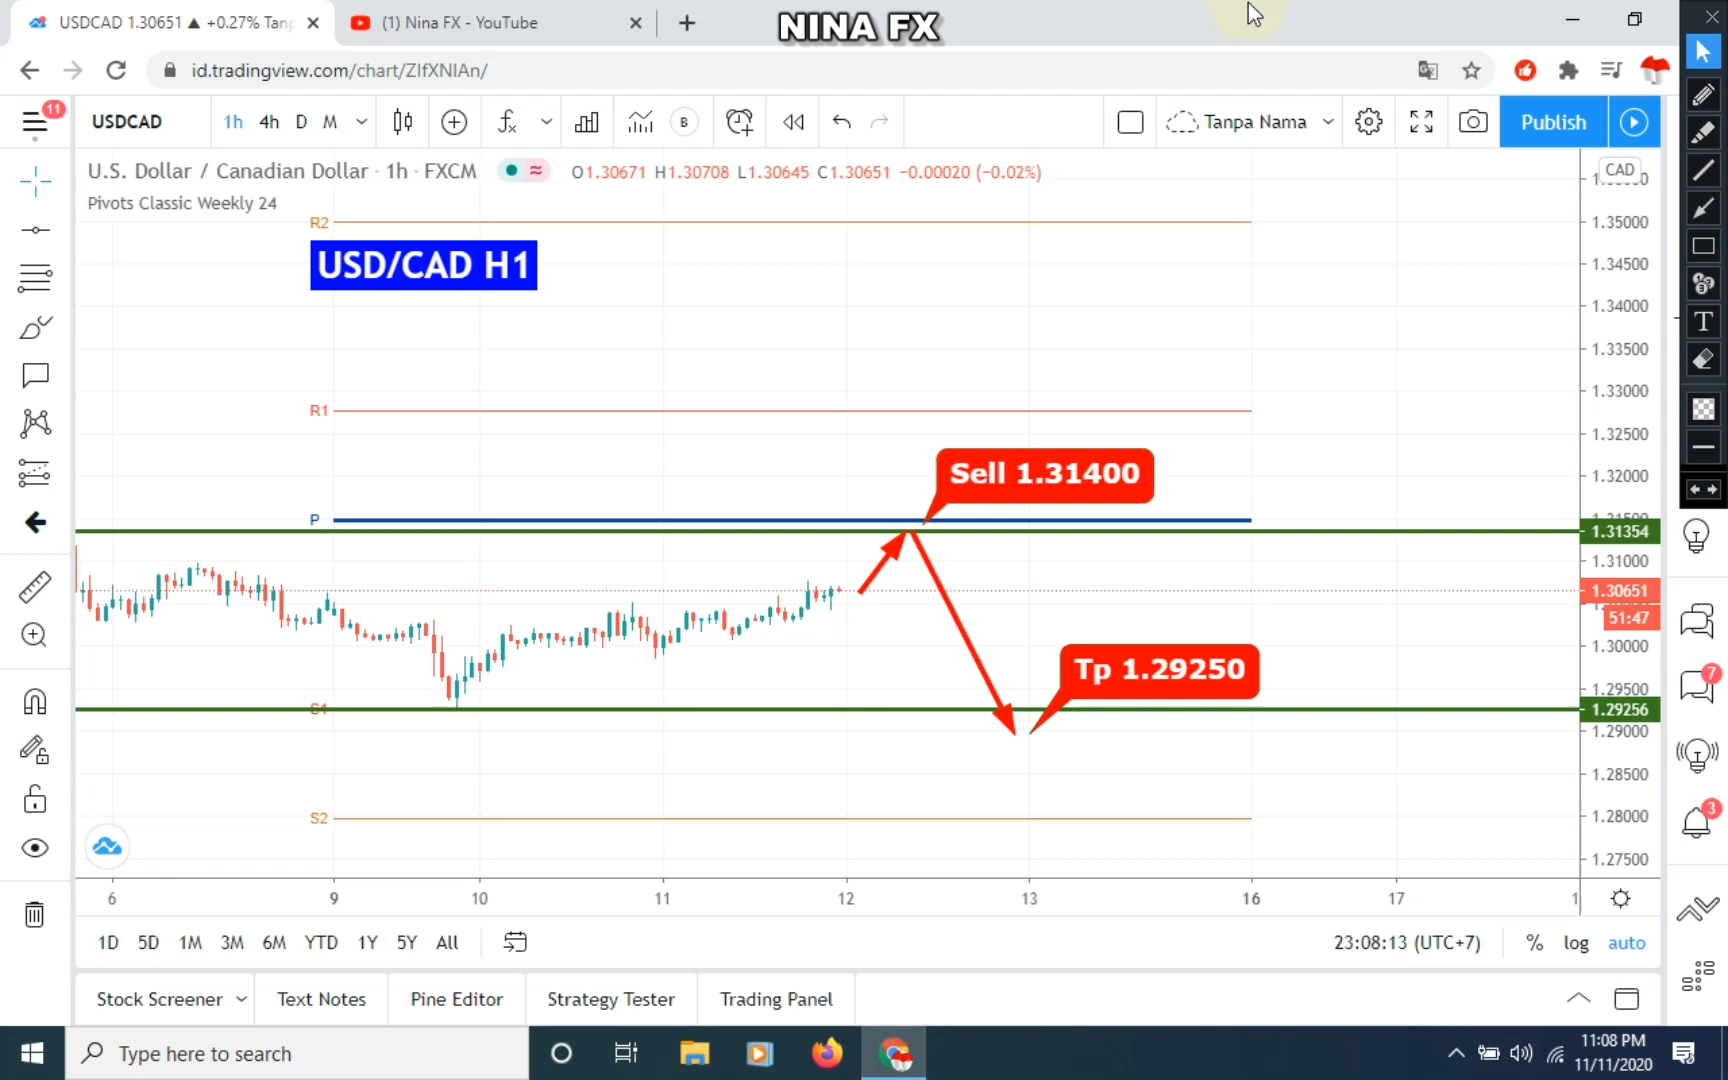 USDCAD 1.30651 ▲ +0.27% Tanp
(1) Nina FX - YouTube
NINA FX
id.tradingview.com/chart/ZIfXNIAn/
11
USDCAD
1h
4h
D
M
B
Tanpa Nama
Publish
U.S. Dollar / Canadian Dollar · 1h · FXCM
O1.30671 H1.30708 L1.30645 C1.30651 −0.00020 (−0.02%)
Pivots Classic Weekly 24
CAD
R2
USD/CAD H1
R1
Sell 1.31400
P
Tp 1.29250
S1
S2
1.35000
1.34500
1.34000
1.33500
1.33000
1.32500
1.32000
1.31354
1.31000
1.30651
51:47
1.30000
1.29500
1.29256
1.29000
1.28500
1.28000
1.27500
7
3
6
9
10
11
12
13
16
17
1D 5D 1M 3M 6M YTD 1Y 5Y All
23:08:13 (UTC+7)
%
log
auto
Stock Screener
Text Notes
Pine Editor
Strategy Tester
Trading Panel
Type here to search
11:08 PM
11/11/2020